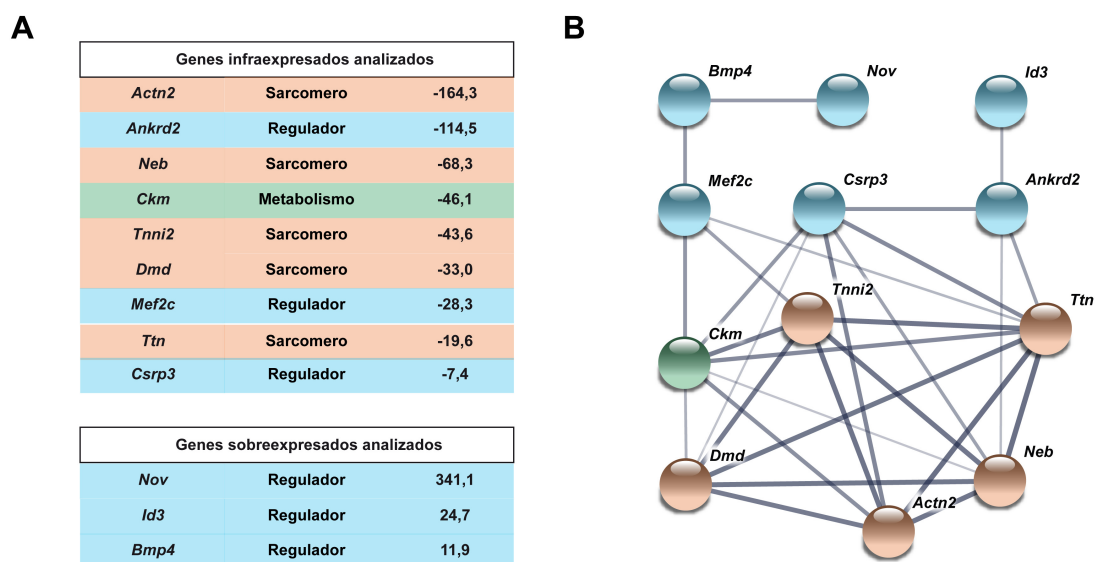 A
Genes infraexpresados analizados
Actn2 Sarcomero -164,3
Ankrd2 Regulador -114,5
Neb Sarcomero -68,3
Ckm Metabolismo -46,1
Tnni2 Sarcomero -43,6
Dmd Sarcomero -33,0
Mef2c Regulador -28,3
Ttn Sarcomero -19,6
Csrp3 Regulador -7,4
Genes sobreexpresados analizados
Nov Regulador 341,1
Id3 Regulador 24,7
Bmp4 Regulador 11,9
B
Bmp4 Nov Id3
Mef2c Csrp3 Ankrd2
Tnni2 Ttn
Ckm
Dmd Neb
Actn2